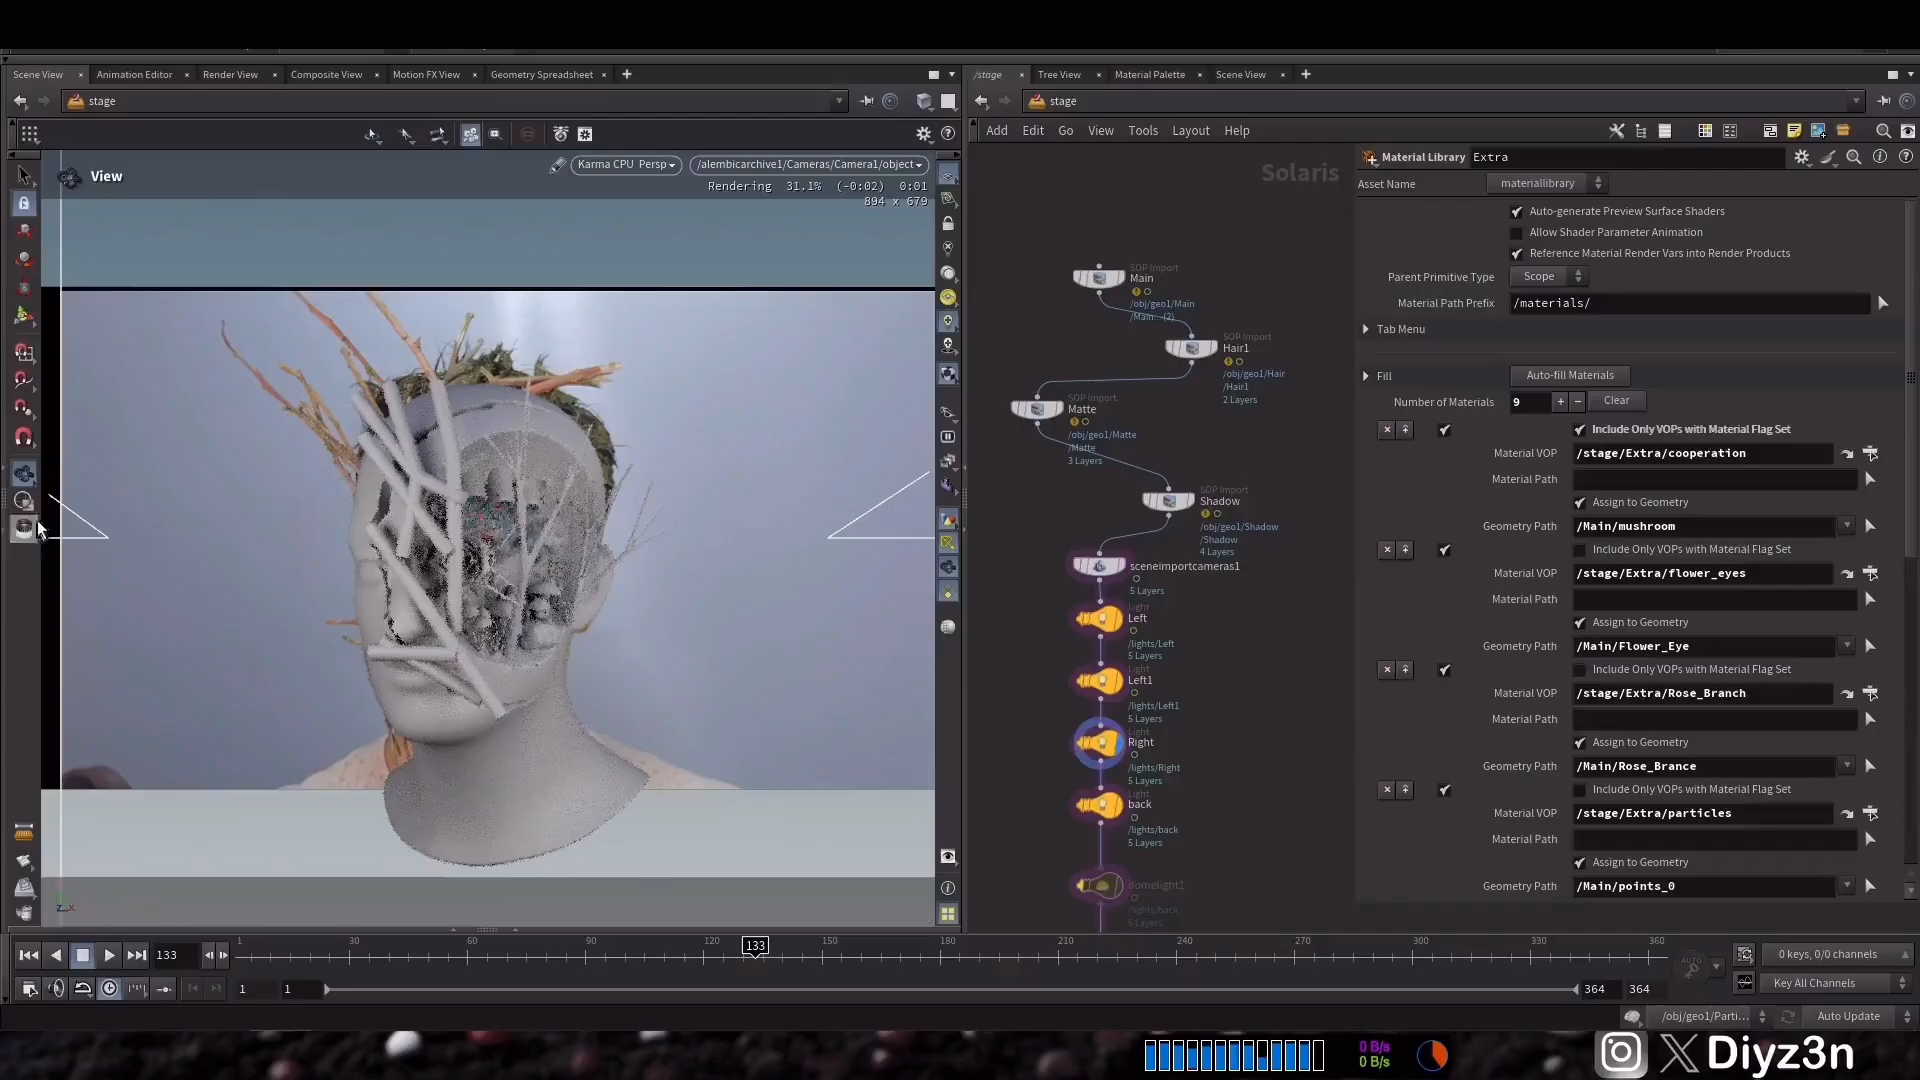 Scene View
Animation Editor
Render View
Composite View
Motion FX View
Geometry Spreadsheet
stage
View
Karma CPU Persp
/alembicarchive1/Cameras/Camera1/object
Rendering 31.1% (-0:02) 0:01
894 x 679
/stage
Tree View
Material Palette
Scene View
stage
Add Edit Go View Tools Layout Help
Solaris
SOP Import
Main
/obj/geo1/Main
/Main...(2)
SOP Import
Hair1
/obj/geo1/Hair
/Hair1
2 Layers
SOP Import
Matte
/obj/geo1/Matte
/Matte
3 Layers
SOP Import
Shadow
/obj/geo1/Shadow
/Shadow
4 Layers
sceneimportcameras1
5 Layers
Light
Left
/lights/Left
5 Layers
Light
Left1
/lights/Left1
5 Layers
Light
Right
/lights/Right
5 Layers
Light
back
/lights/back
5 Layers
domelight1
/lights/back
5 Layers
Material Library Extra
Asset Name materiallibrary
Auto-generate Preview Surface Shaders
Allow Shader Parameter Animation
Reference Material Render Vars into Render Products
Parent Primitive Type Scope
Material Path Prefix /materials/
Tab Menu
Fill Auto-fill Materials
Number of Materials 9 + − Clear
Include Only VOPs with Material Flag Set
Material VOP /stage/Extra/cooperation
Material Path
Assign to Geometry
Geometry Path /Main/mushroom
Include Only VOPs with Material Flag Set
Material VOP /stage/Extra/flower_eyes
Material Path
Assign to Geometry
Geometry Path /Main/Flower_Eye
Include Only VOPs with Material Flag Set
Material VOP /stage/Extra/Rose_Branch
Material Path
Assign to Geometry
Geometry Path /Main/Rose_Brance
Include Only VOPs with Material Flag Set
Material VOP /stage/Extra/particles
Material Path
Assign to Geometry
Geometry Path /Main/points_0
z x
133
1 30 60 90 120 133 150 180 210 240 270 300 330 360
AUTO
0 keys, 0/0 channels
1 1 364 364
Key All Channels
/obj/geo1/Parti...
Auto Update
0 B/s
0 B/s
Diyz3n